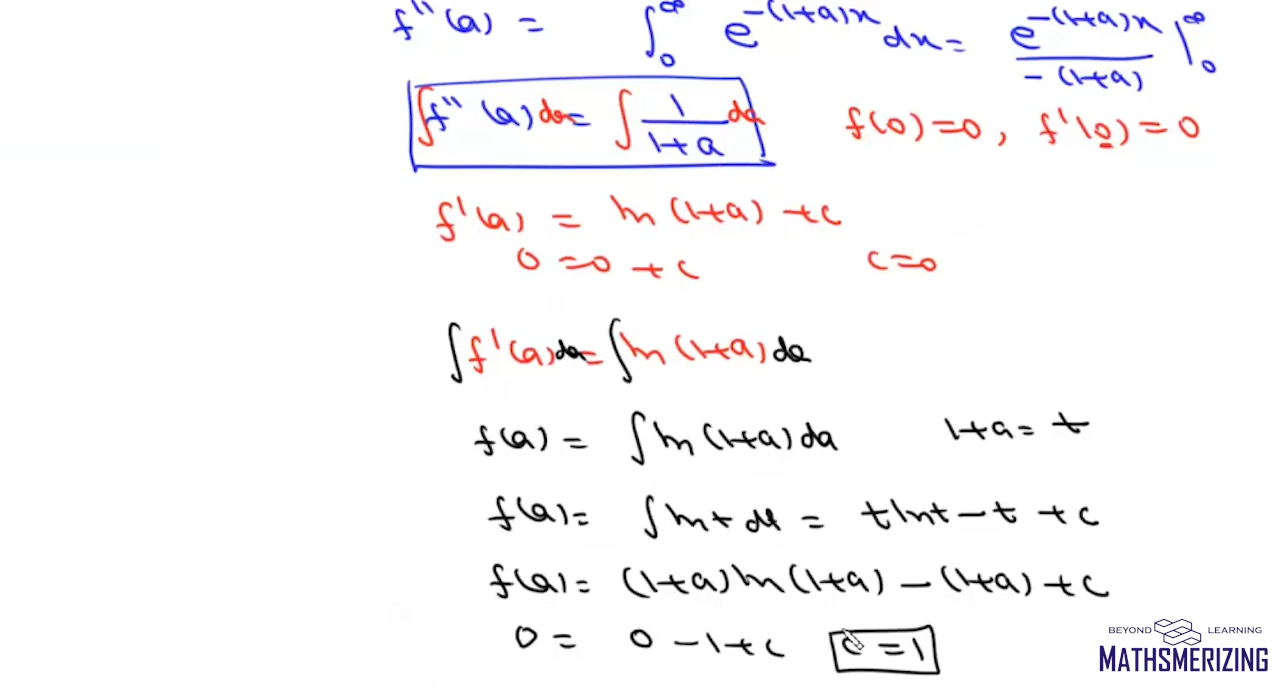 f''(a) = ∫₀^∞ e^{-(1+a)x} dx = e^{-(1+a)x} / -(1+a) |₀^∞
∫f''(a) da = ∫ 1/(1+a) da f(0)=0, f'(0)=0
f'(a) = ln(1+a) +c
0 = 0 + c c=0
∫f'(a)da = ∫ln(1+a)da
f(a) = ∫ln(1+a)da 1+a = t
f(a) = ∫ln t dt = t ln t - t + c
f(a) = (1+a)ln(1+a) - (1+a) + c
0 = 0 - 1 + c c = 1
BEYOND LEARNING
MATHSMERIZING